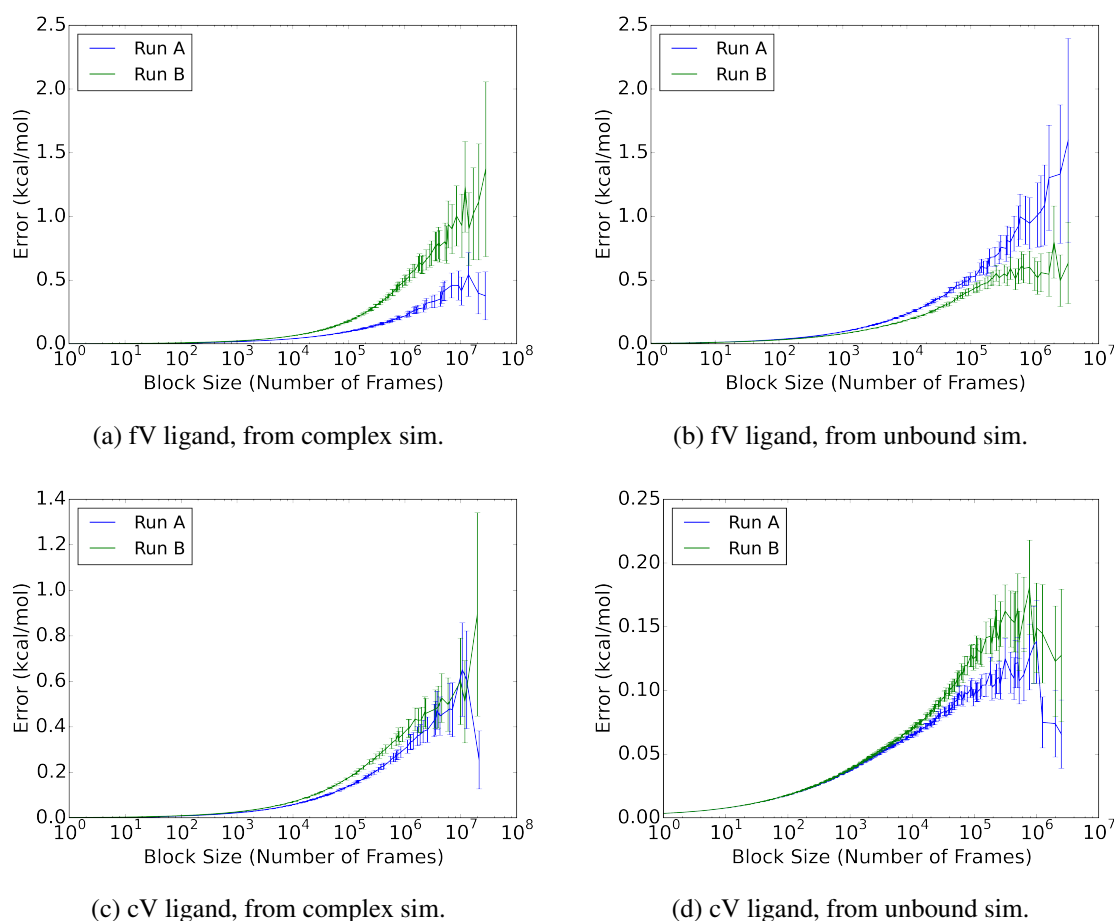 2.5
Run A
Run B
2.0
1.5
1.0
0.5
0.0
Error (kcal/mol)
10^0 10^1 10^2 10^3 10^4 10^5 10^6 10^7 10^8
Block Size (Number of Frames)
(a) fV ligand, from complex sim.
2.5
Run A
Run B
2.0
1.5
1.0
0.5
0.0
Error (kcal/mol)
10^0 10^1 10^2 10^3 10^4 10^5 10^6 10^7
Block Size (Number of Frames)
(b) fV ligand, from unbound sim.
1.4
Run A
Run B
1.2
1.0
0.8
0.6
0.4
0.2
0.0
Error (kcal/mol)
10^0 10^1 10^2 10^3 10^4 10^5 10^6 10^7 10^8
Block Size (Number of Frames)
(c) cV ligand, from complex sim.
0.25
Run A
Run B
0.20
0.15
0.10
0.05
0.00
Error (kcal/mol)
10^0 10^1 10^2 10^3 10^4 10^5 10^6 10^7
Block Size (Number of Frames)
(d) cV ligand, from unbound sim.